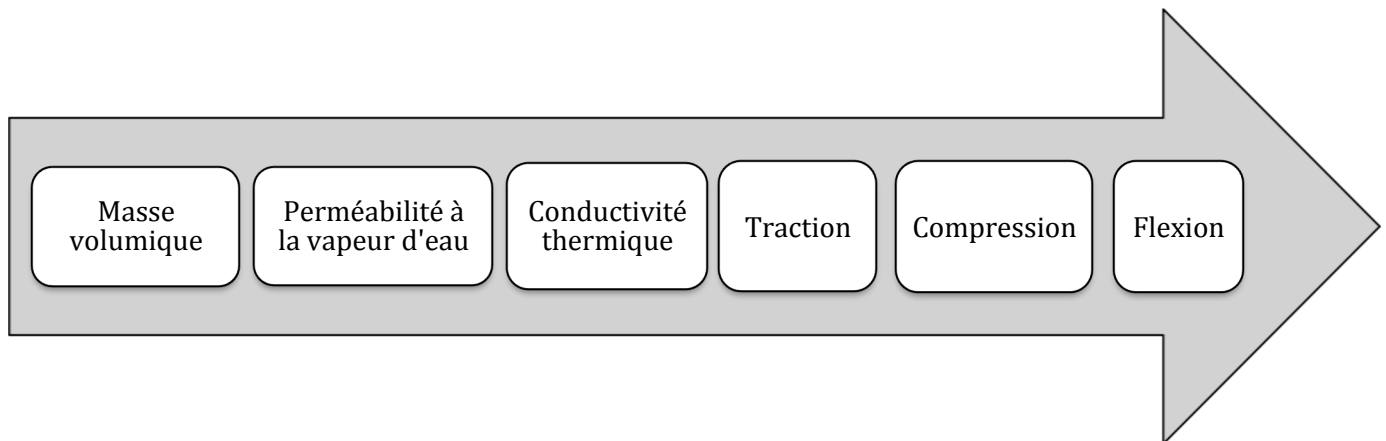 Masse
volumique
Perméabilité à
la vapeur d'eau
Conductivité
thermique
Traction
Compression
Flexion